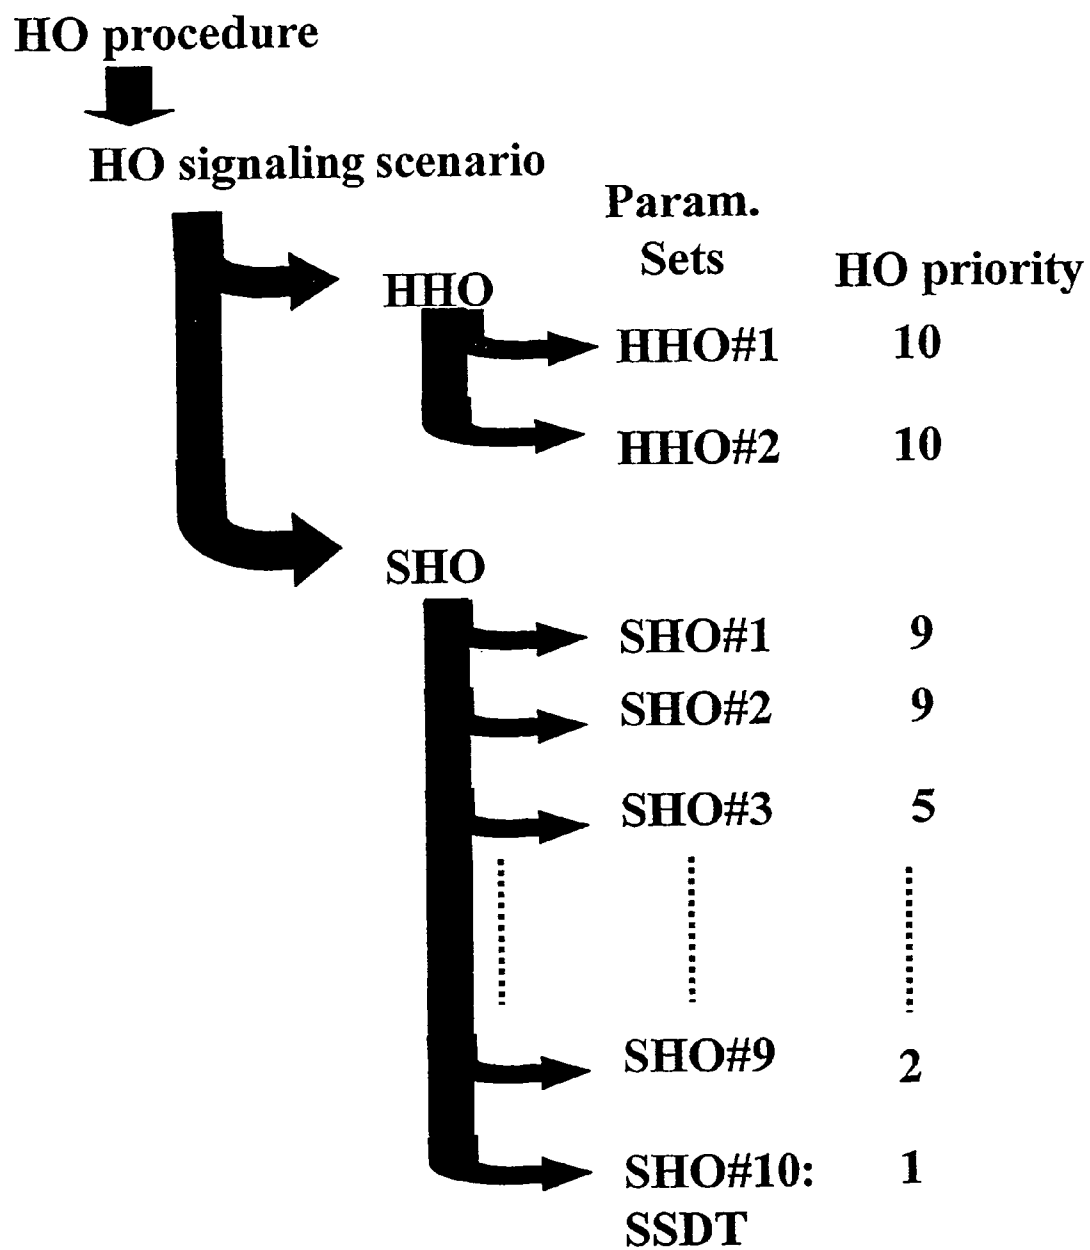 HO procedure
HO signaling scenario
Param.
Sets
HO priority
HHO
HHO#1 10
HHO#2 10
SHO
SHO#1 9
SHO#2 9
SHO#3 5
SHO#9 2
SHO#10: 1
SSDT